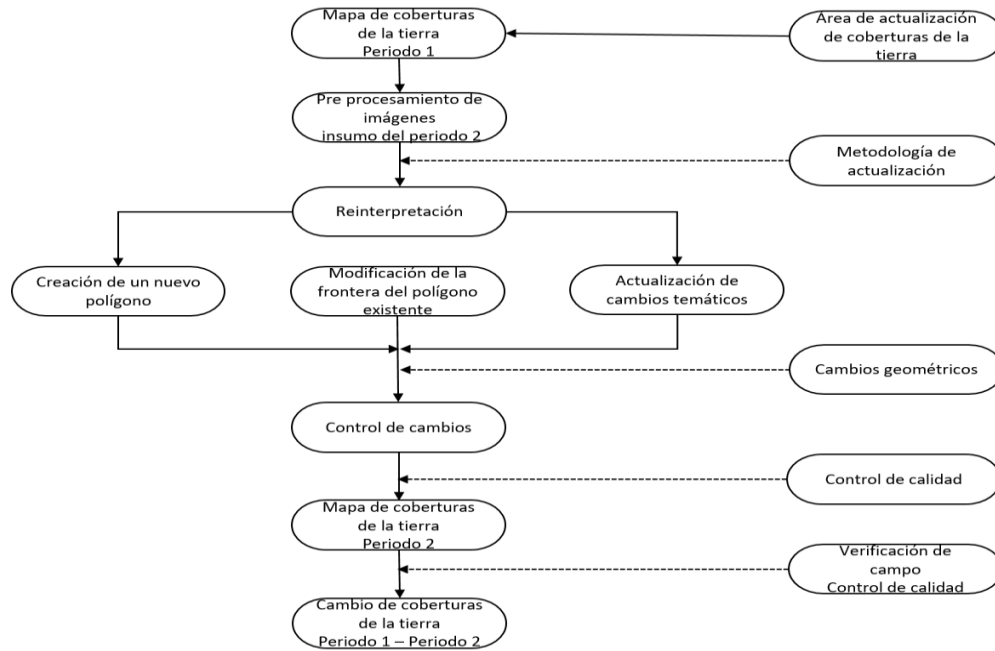 Mapa de coberturas
de la tierra
Periodo 1
Área de actualización
de coberturas de la
tierra
Pre procesamiento de
imágenes
insumo del periodo 2
Metodología de
actualización
Reinterpretación
Creación de un nuevo
polígono
Modificación de la
frontera del polígono
existente
Actualización de
cambios temáticos
Cambios geométricos
Control de cambios
Control de calidad
Mapa de coberturas
de la tierra
Periodo 2
Verificación de
campo
Control de calidad
Cambio de coberturas
de la tierra
Periodo 1 – Periodo 2